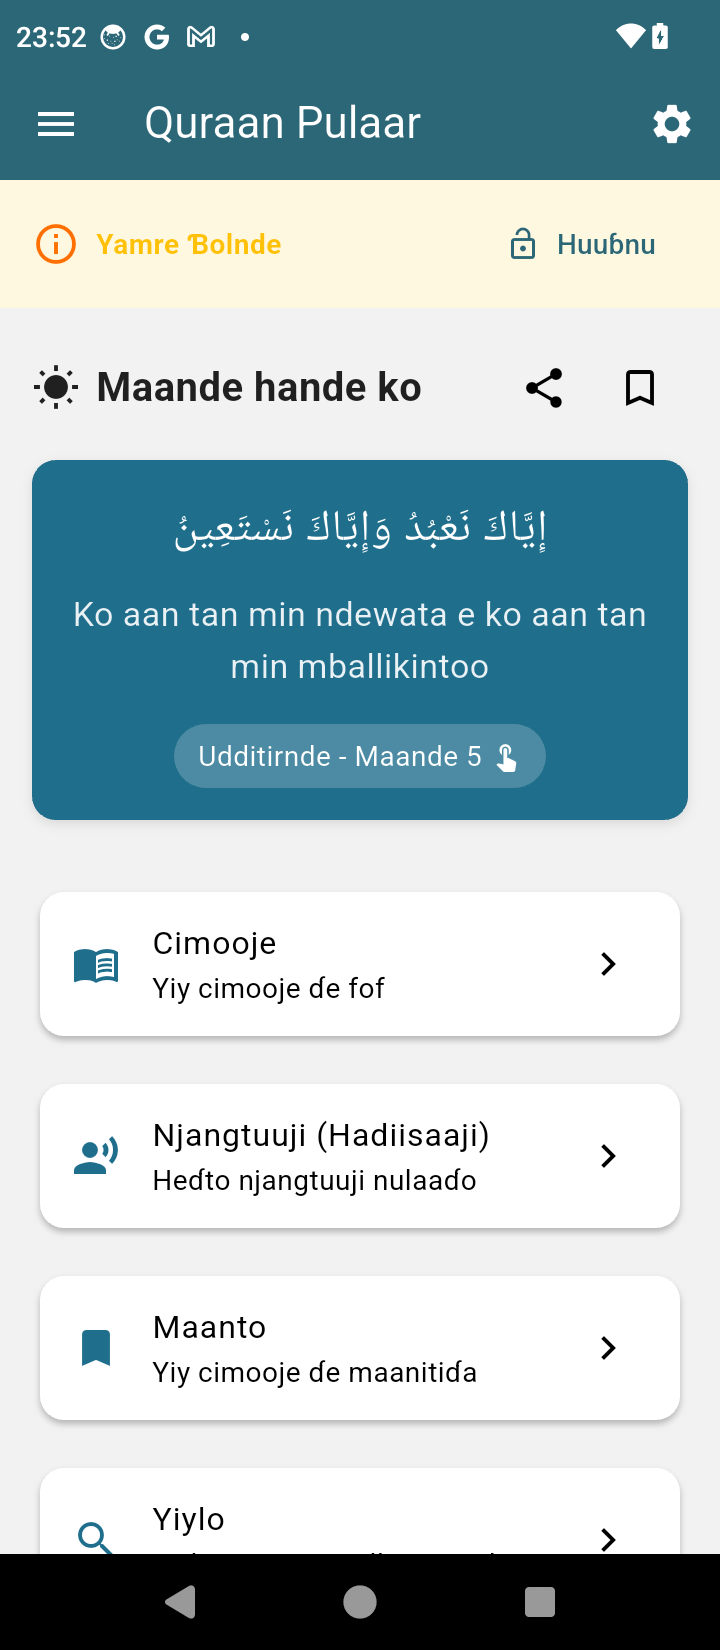 23:52
Quraan Pulaar
Yamre Ɓolnde
Huuɓnu
Maande hande ko
إِيَّاكَ نَعْبُدُ وَإِيَّاكَ نَسْتَعِينُ
Ko aan tan min ndewata e ko aan tan
min mballikintoo
Udditirnde - Maande 5
Cimooje
Yiy cimooje ɗe fof
Njangtuuji (Hadiisaaji)
Heɗto njangtuuji nulaaɗo
Maanto
Yiy cimooje ɗe maanitiɗa
Yiylo